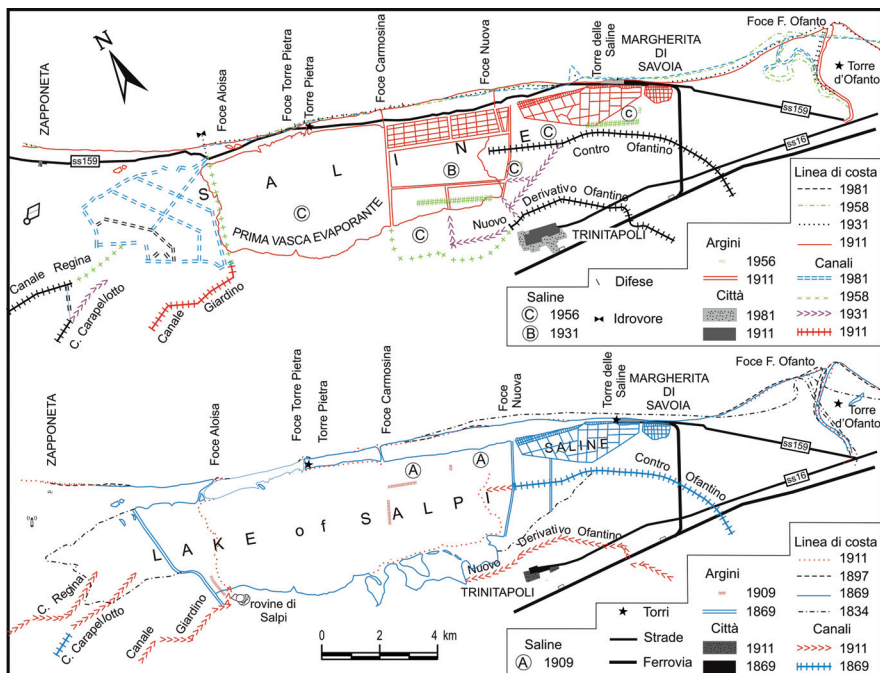 N
ZAPPONETA
Foce Aloisa
Foce Torre Pietra
Torre Pietra
Foce Carmosina
Foce Nuova
Torre delle Saline
MARGHERITA
DI
SAVOIA
Foce F. Ofanto
Torre
d'Ofanto
ss159
ss159
ss16
S A L I N E
C
C
C
C
C
B
PRIMA VASCA EVAPORANTE
Contro Ofantino
Nuovo Derivativo Ofantino
TRINITAPOLI
Canale Regina
C. Carapellotto
Canale Giardino
Saline
C 1956
B 1931
Difese
Idrovore
Argini
1956
1911
Città
1981
1911
Linea di costa
1981
1958
1931
1911
Canali
1981
1958
1931
1911
ZAPPONETA
Foce Aloisa
Foce Torre Pietra
Torre Pietra
Foce Carmosina
Foce Nuova
Torre delle Saline
MARGHERITA
DI
SAVOIA
Foce F. Ofanto
Torre
d'Ofanto
ss159
ss16
A
A
SALINE
LAKE of SALPI
Contro Ofantino
Nuovo Derivativo Ofantino
TRINITAPOLI
C. Regina
C. Carapellotto
Canale Giardino
rovine di
Salpi
0 2 4 km
Saline
A 1909
Torri
Strade
Ferrovia
Argini
1909
1869
Città
1911
1869
Linea di costa
1911
1897
1869
1834
Canali
1911
1869